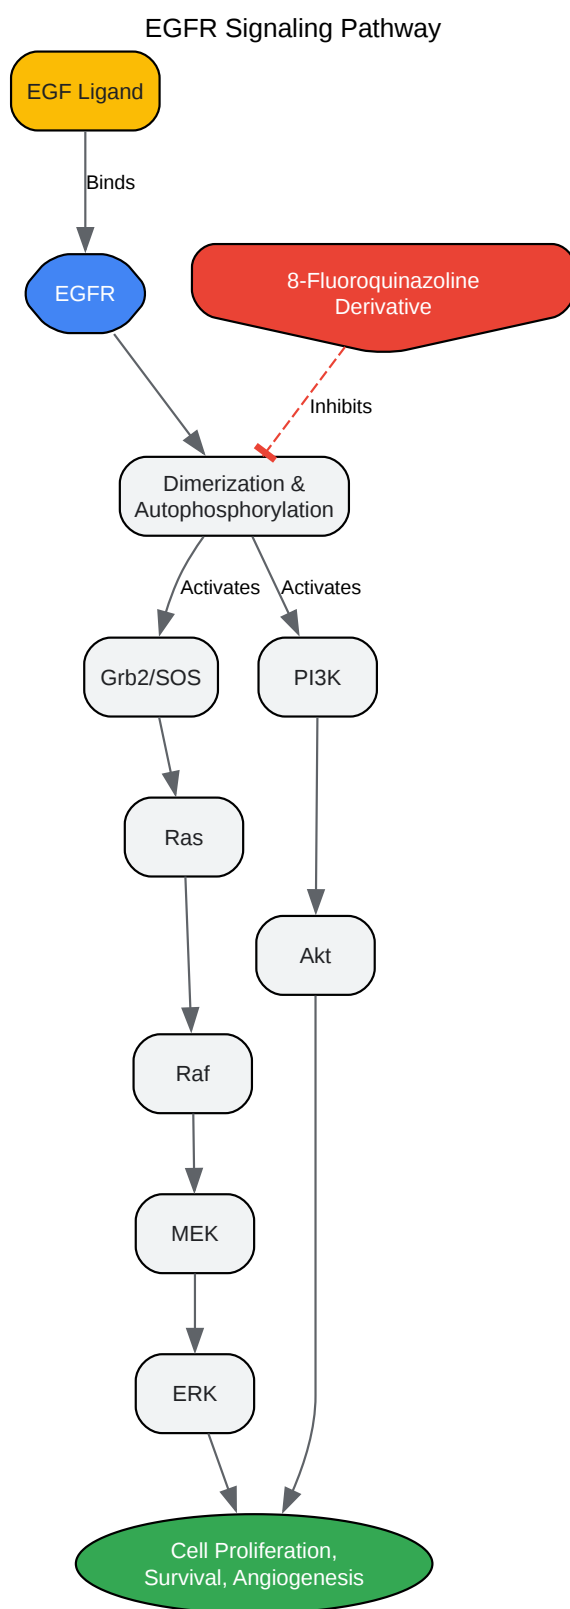 EGFR Signaling Pathway
EGF Ligand
Binds
EGFR
8-Fluoroquinazoline
Derivative
Inhibits
Dimerization &
Autophosphorylation
Activates
Activates
Grb2/SOS
PI3K
Ras
Akt
Raf
MEK
ERK
Cell Proliferation,
Survival, Angiogenesis